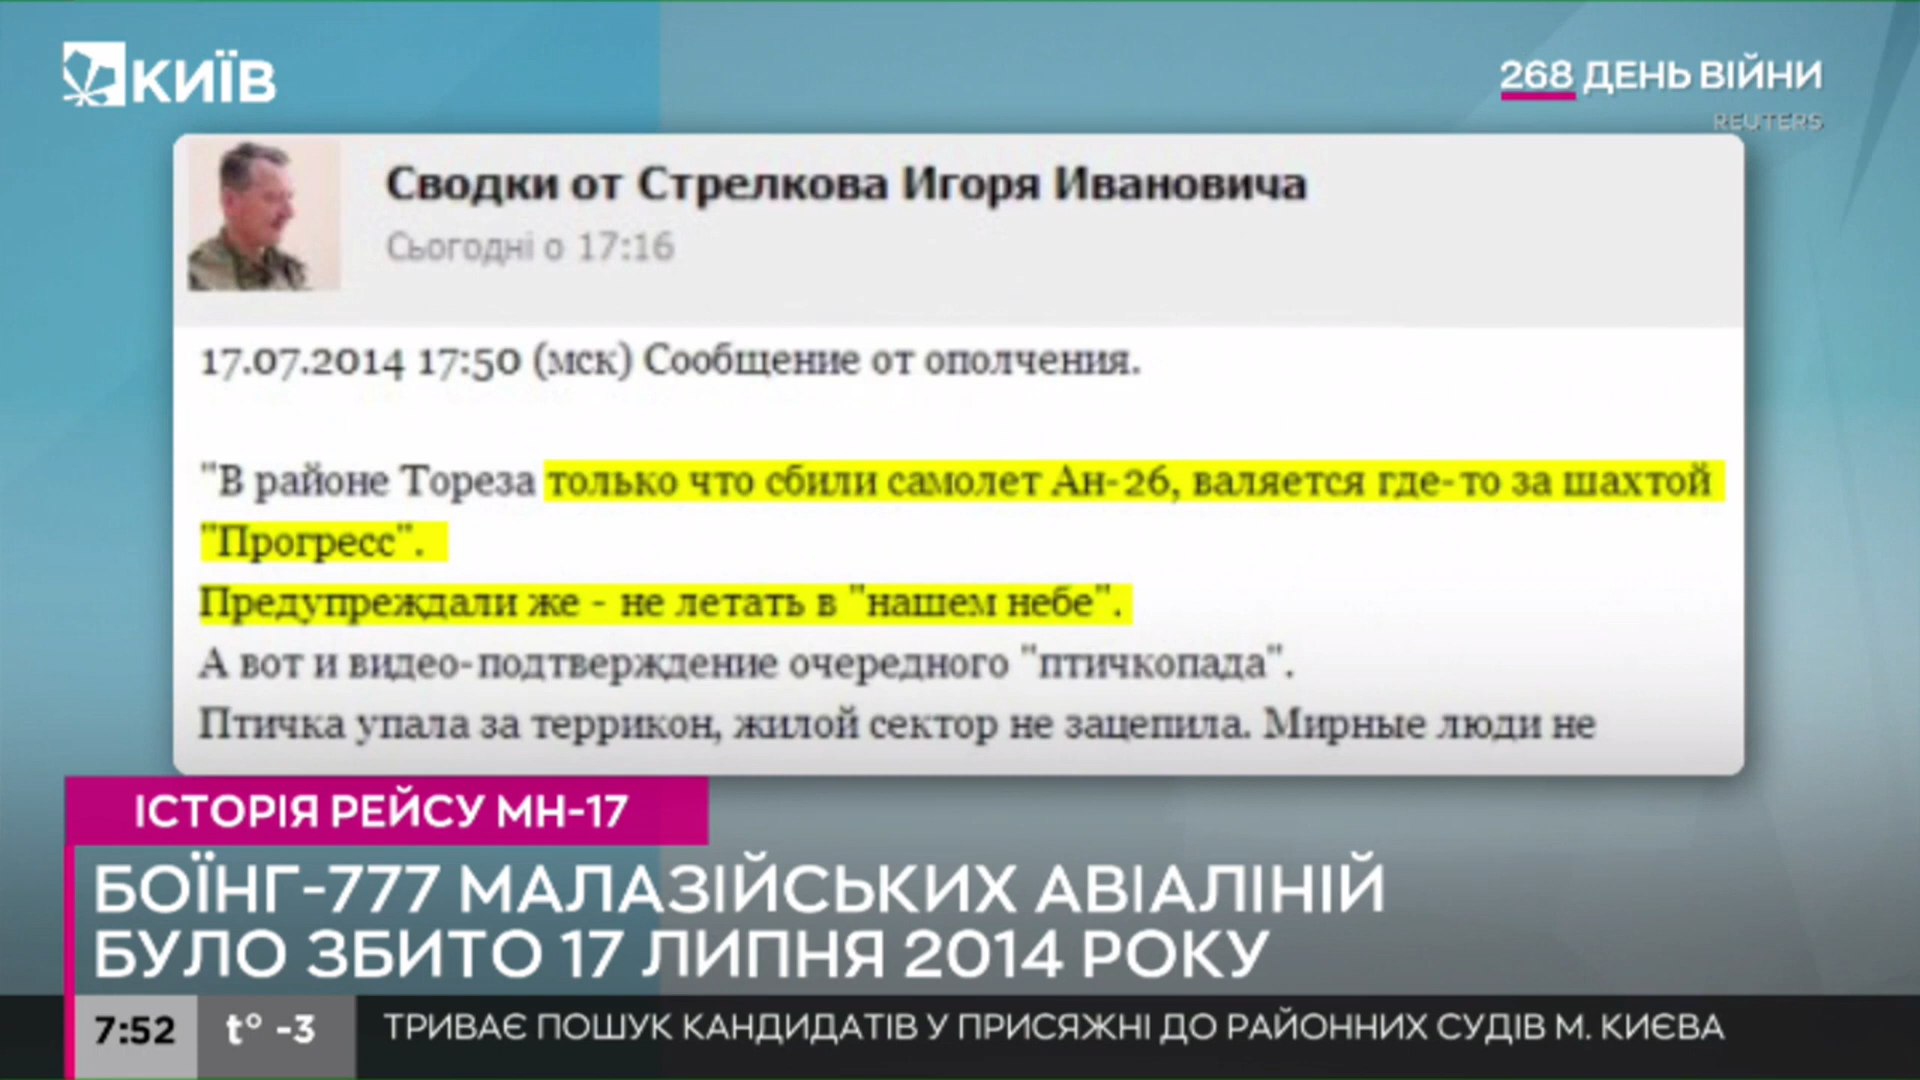 КИЇВ
268 ДЕНЬ ВІЙНИ
REUTERS
Сводки от Стрелкова Игоря Ивановича
Сьогодні о 17:16
17.07.2014 17:50 (мск) Сообщение от ополчения.
"В районе Тореза только что сбили самолет Ан-26, валяется где-то за шахтой
"Прогресс".
Предупреждали же - не летать в "нашем небе".
А вот и видео-подтверждение очередного "птичкопада".
Птичка упала за террикон, жилой сектор не зацепила. Мирные люди не
ІСТОРІЯ РЕЙСУ МН-17
БОЇНГ-777 МАЛАЗІЙСЬКИХ АВІАЛІНІЙ
БУЛО ЗБИТО 17 ЛИПНЯ 2014 РОКУ
7:52 t° -3 ТРИВАЄ ПОШУК КАНДИДАТІВ У ПРИСЯЖНІ ДО РАЙОННИХ СУДІВ М. КИЄВА